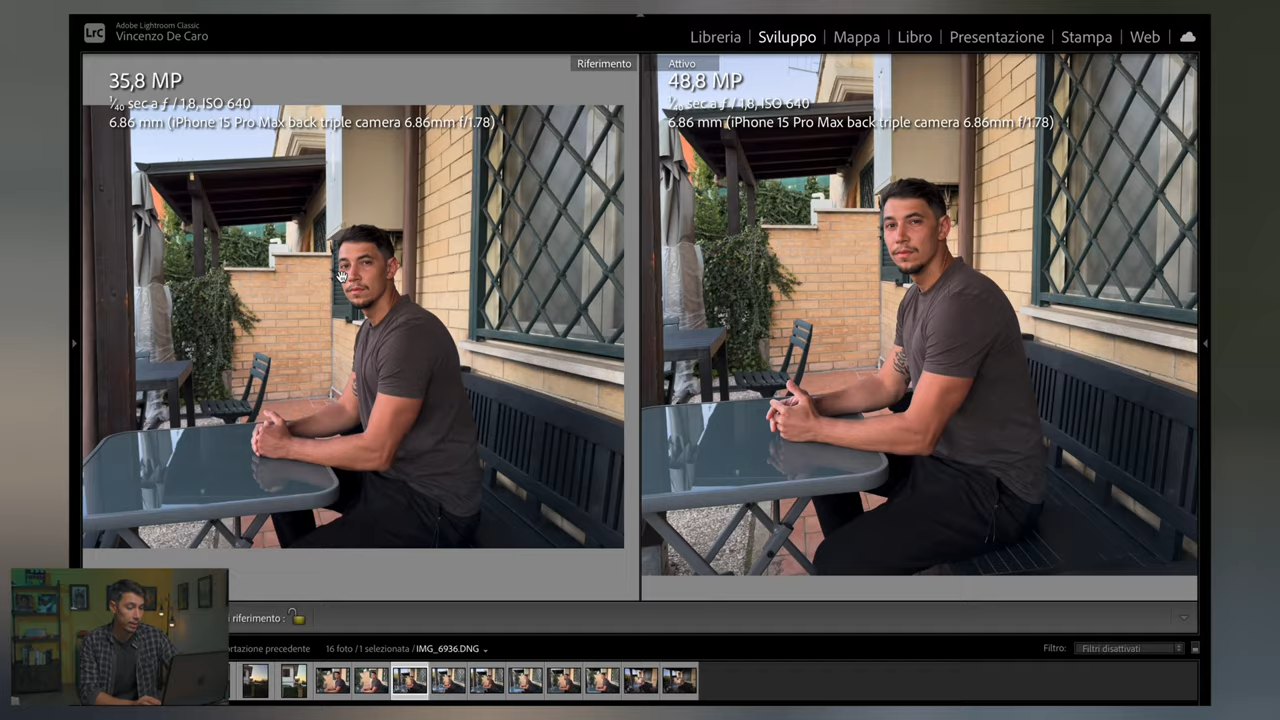 LrC
Adobe Lightroom Classic
Vincenzo De Caro
Libreria | Sviluppo | Mappa | Libro | Presentazione | Stampa | Web
35,8 MP
Riferimento
1/40 sec a ƒ / 1,8, ISO 640
6.86 mm (iPhone 15 Pro Max back triple camera 6.86mm f/1.78)
Attivo
48,8 MP
1/40 sec a ƒ / 1,8, ISO 640
6.86 mm (iPhone 15 Pro Max back triple camera 6.86mm f/1.78)
riferimento :
ortazione precedente
16 foto / 1 selezionata / IMG_6936.DNG
Filtro:
Filtri disattivati